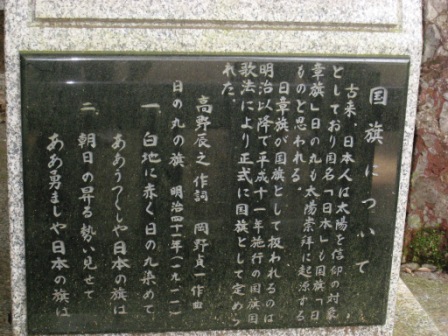 国旗について
古来、日本人は太陽を信仰の対象
としており国名「日本」も国旗「日
章旗」日の丸も太陽崇拝に起源する
ものと思われる。
日章旗が国旗として扱われるのは
明治以降で平成十一年施行の国旗国
歌法により正式に国旗として定めら
れた。
高野辰之 作詞 岡野貞一 作曲
日の丸の旗 明治四十一年(一九一一)
一、白地に赤く日の丸染めて
ああうつくしや日本の旗は
二、朝日の昇る勢い見せて
ああ勇ましや日本の旗は